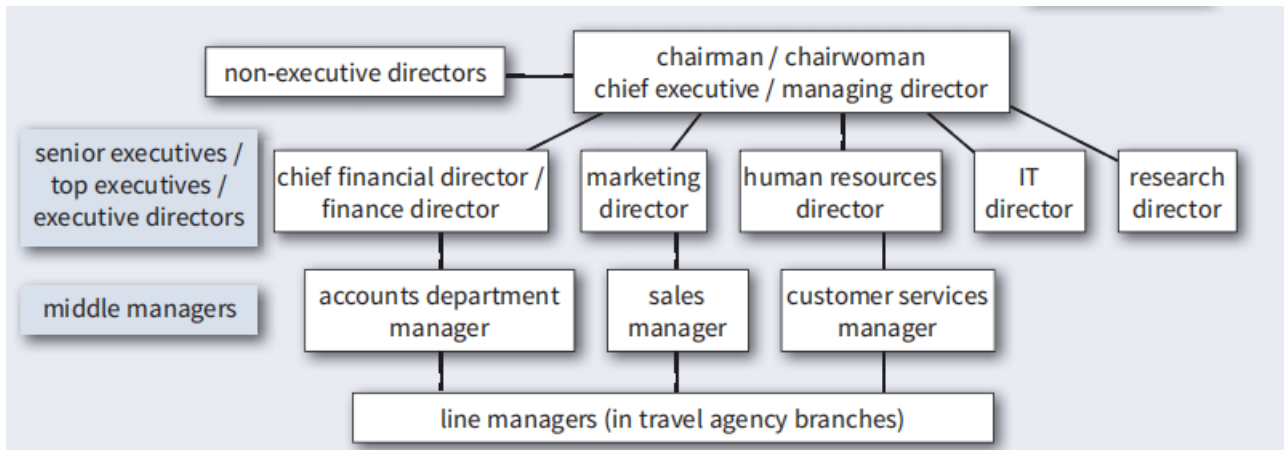 non-executive directors
chairman / chairwoman
chief executive / managing director
senior executives /
top executives /
executive directors
chief financial director /
finance director
marketing
director
human resources
director
IT
director
research
director
middle managers
accounts department
manager
sales
manager
customer services
manager
line managers (in travel agency branches)